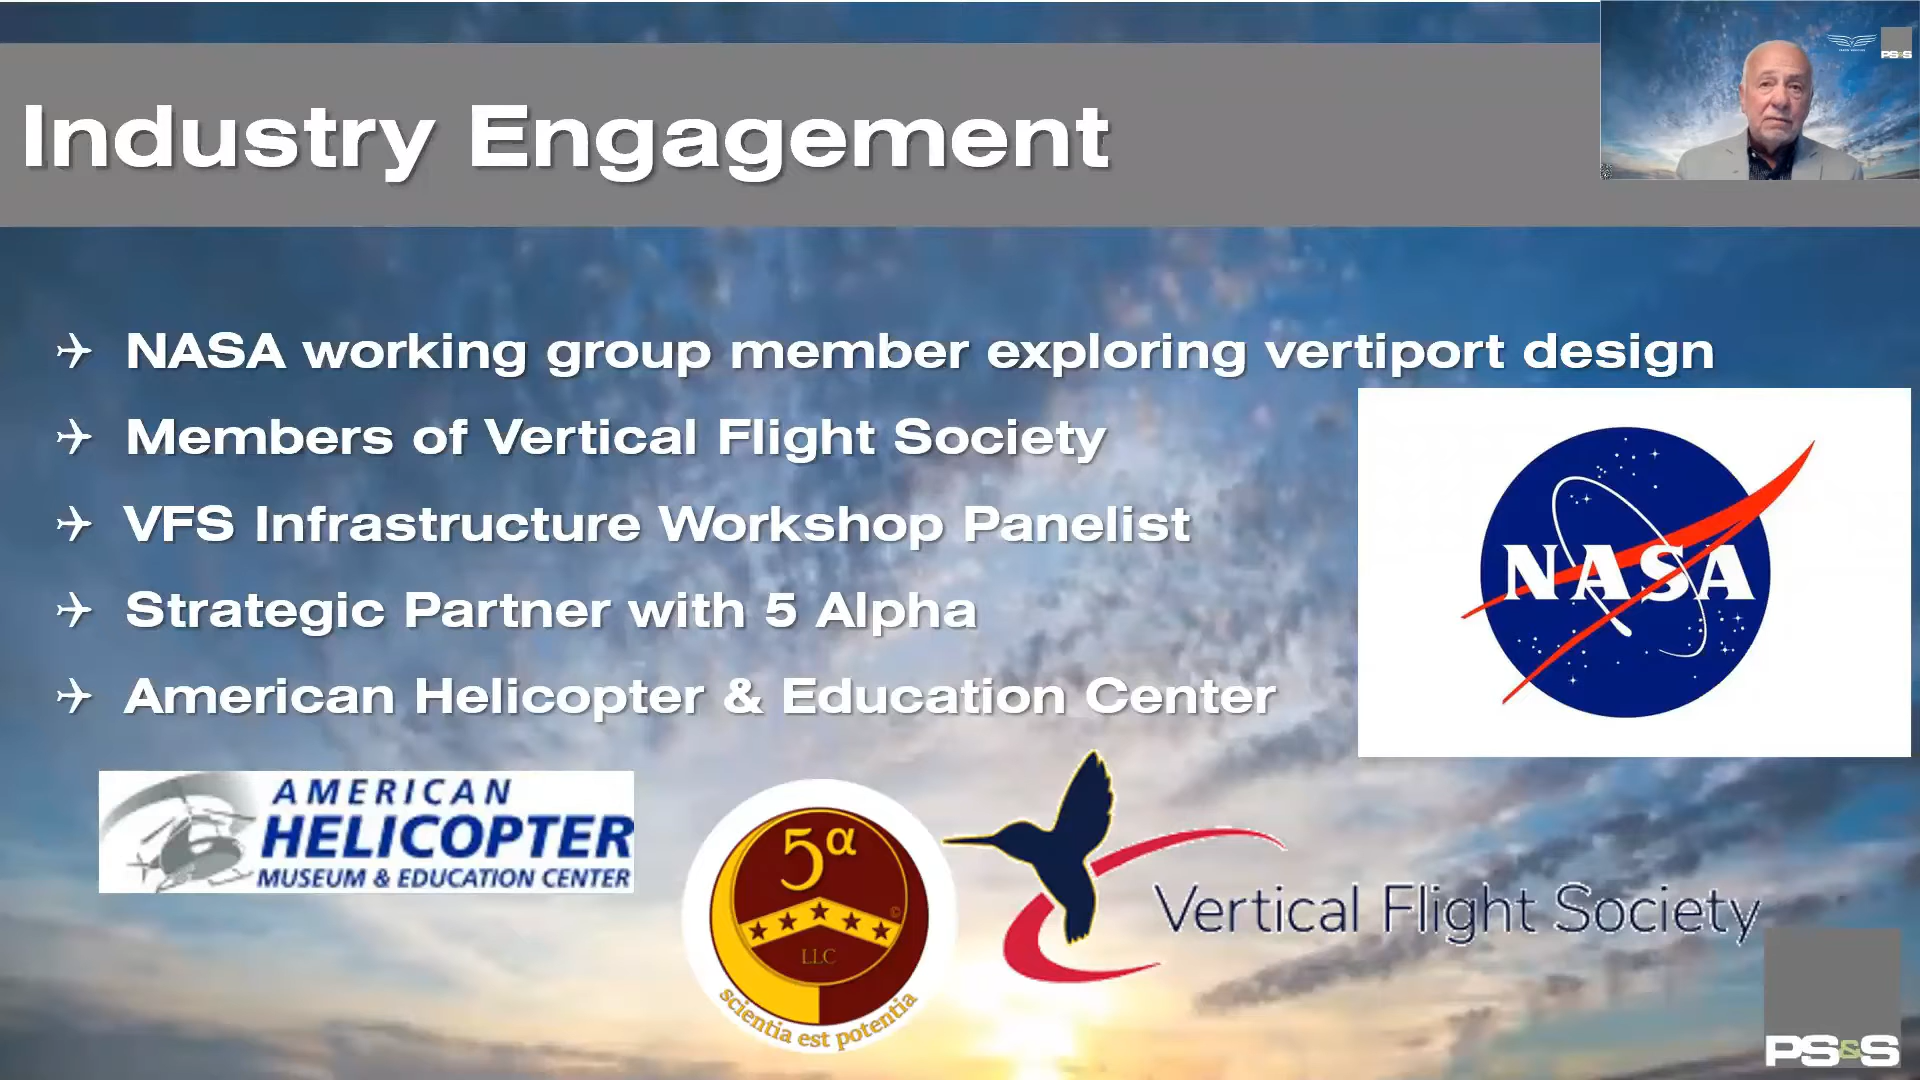 Industry Engagement
PS&S
NASA working group member exploring vertiport design
Members of Vertical Flight Society
VFS Infrastructure Workshop Panelist
Strategic Partner with 5 Alpha
American Helicopter & Education Center
NASA
AMERICAN
HELICOPTER
MUSEUM & EDUCATION CENTER
5α
©
LLC
scientia est potentia
Vertical Flight Society
PS&S